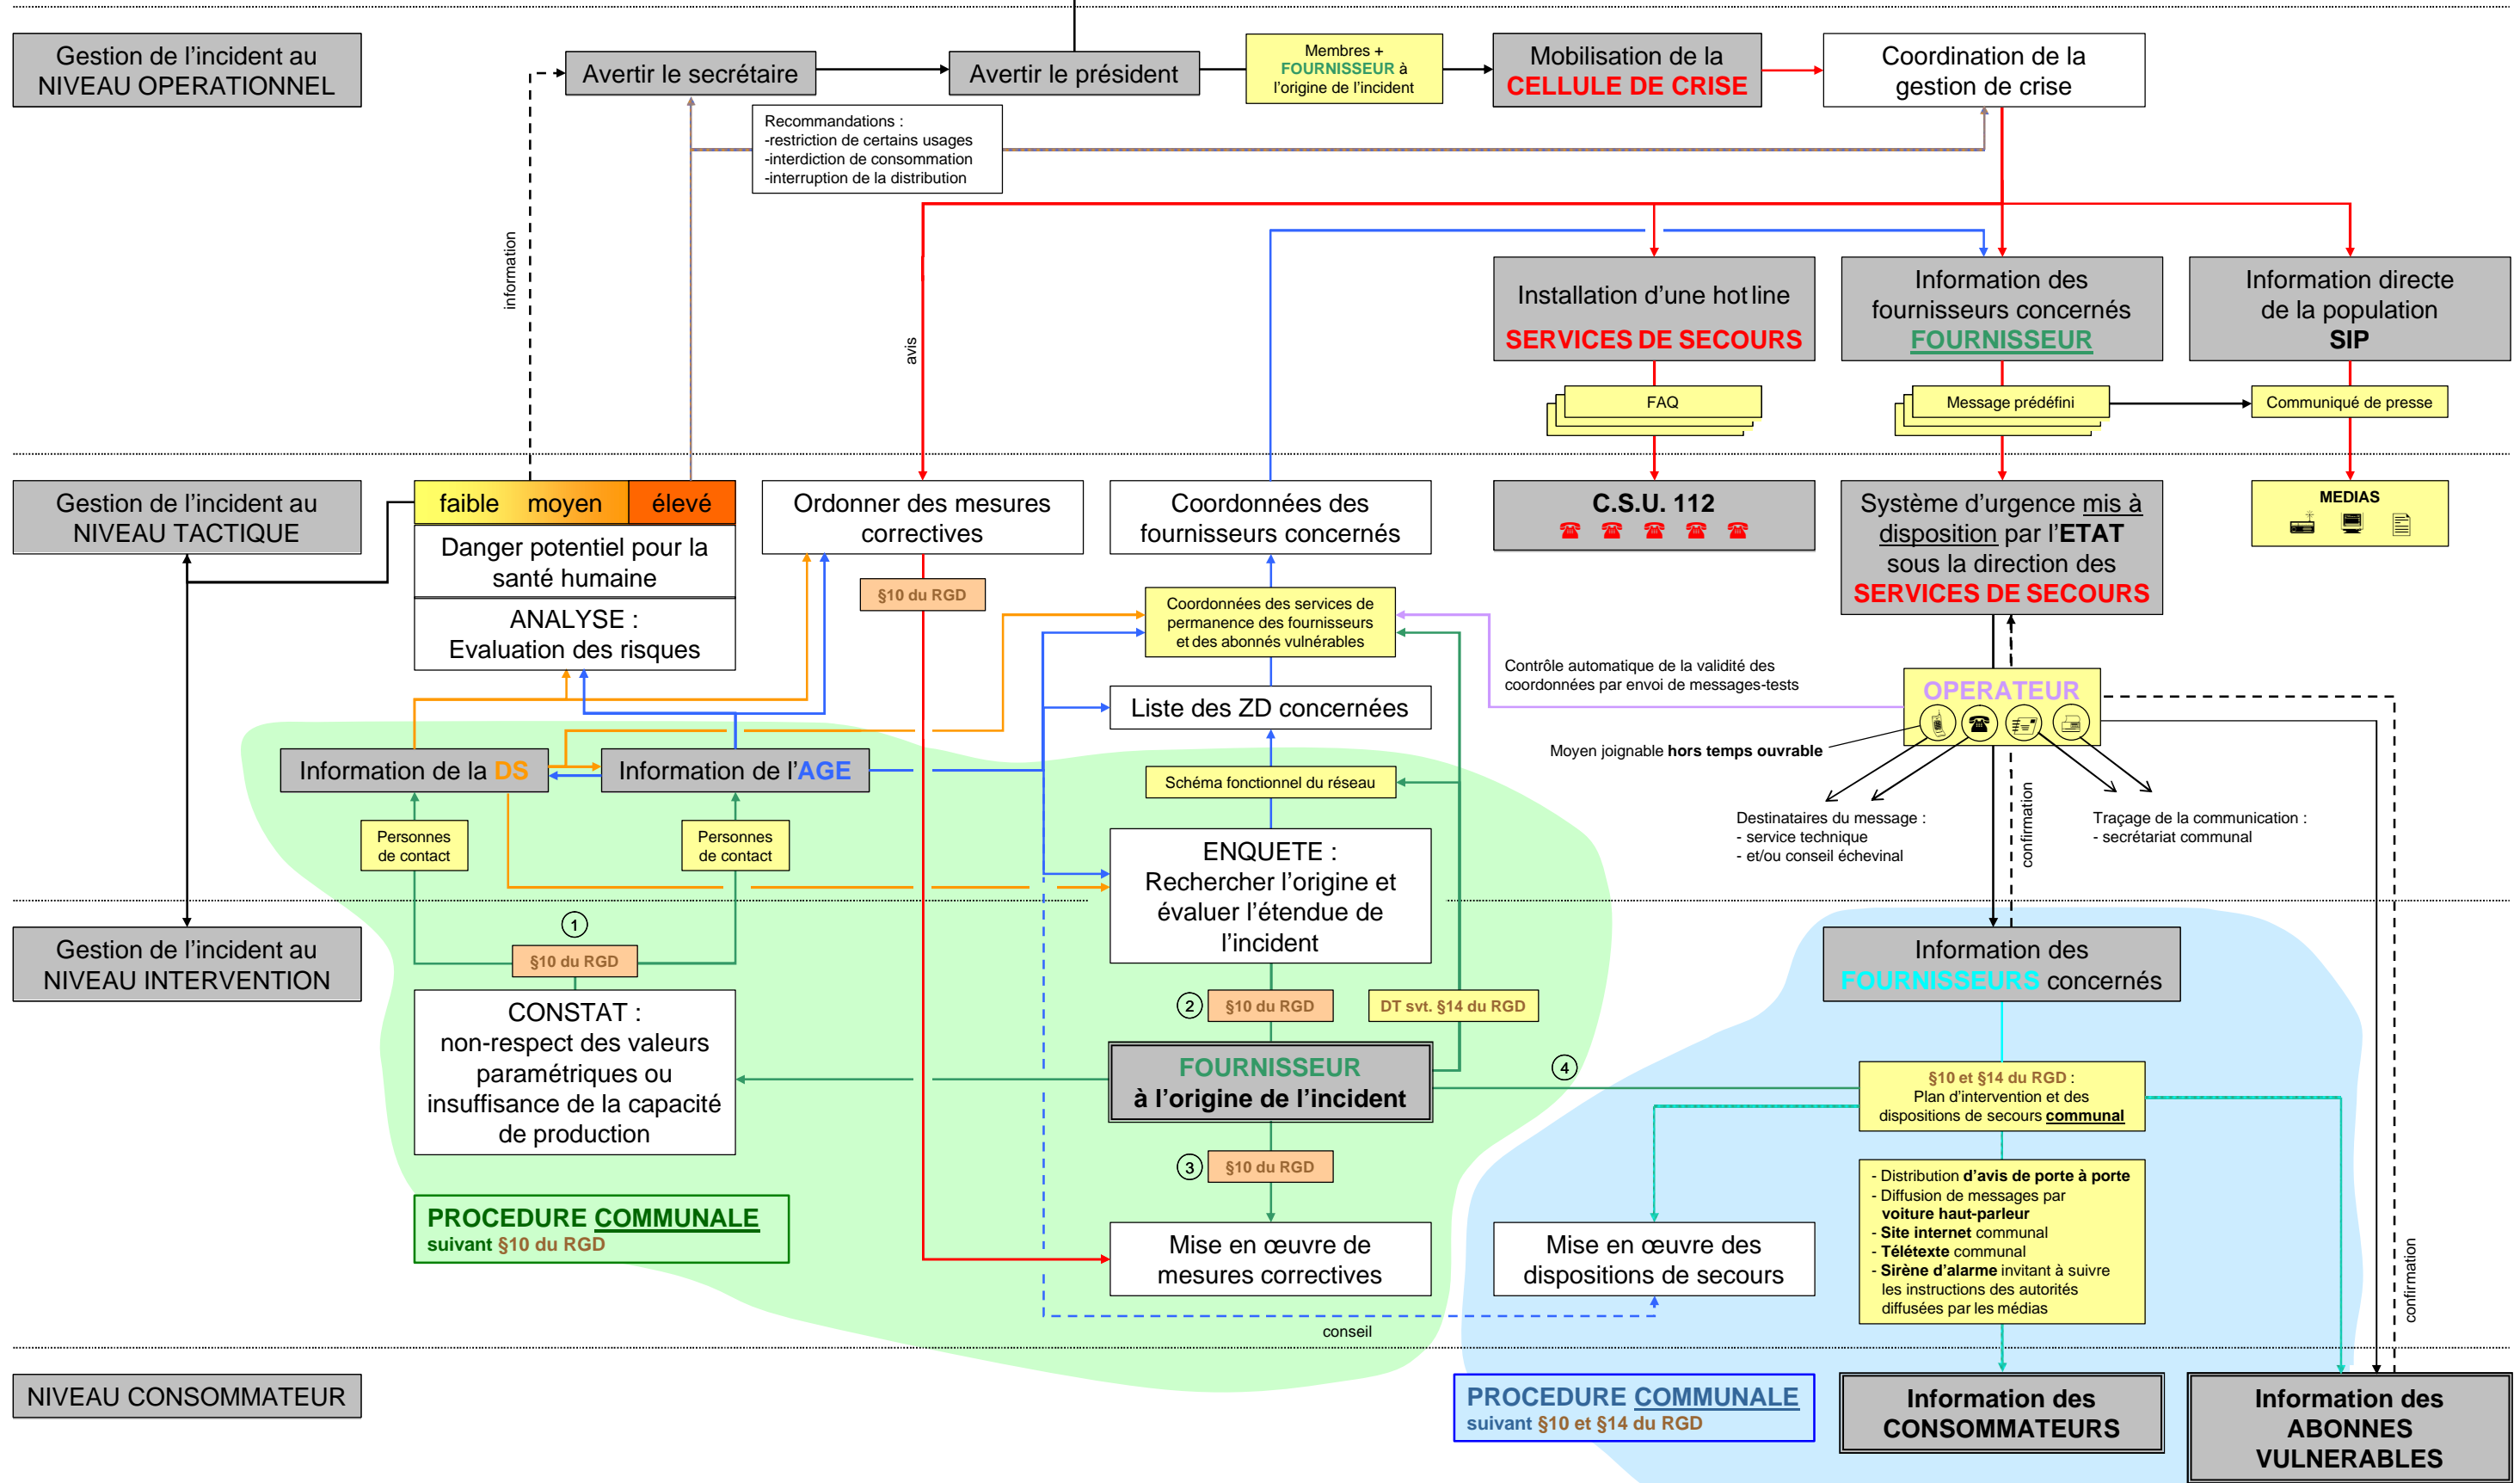 Gestion de l’incident au
NIVEAU OPERATIONNEL
Avertir le secrétaire
Avertir le président
Membres +
FOURNISSEUR à
l’origine de l’incident
Mobilisation de la
CELLULE DE CRISE
Coordination de la
gestion de crise
Recommandations :
-restriction de certains usages
-interdiction de consommation
-interruption de la distribution
information
avis
Installation d’une hot line
SERVICES DE SECOURS
Information des
fournisseurs concernés
FOURNISSEUR
Information directe
de la population
SIP
FAQ
Message prédéfini
Communiqué de presse
Gestion de l’incident au
NIVEAU TACTIQUE
faible moyen élevé
Danger potentiel pour la
santé humaine
ANALYSE :
Evaluation des risques
Ordonner des mesures
correctives
§10 du RGD
Coordonnées des
fournisseurs concernés
C.S.U. 112
Système d’urgence mis à
disposition par l’ETAT
sous la direction des
SERVICES DE SECOURS
MEDIAS
Coordonnées des services de
permanence des fournisseurs
et des abonnés vulnérables
Contrôle automatique de la validité des
coordonnées par envoi de messages-tests
OPERATEUR
Liste des ZD concernées
Moyen joignable hors temps ouvrable
Information de la DS
Information de l’AGE
Schéma fonctionnel du réseau
Personnes
de contact
Personnes
de contact
Destinataires du message :
- service technique
- et/ou conseil échevinal
confirmation
Traçage de la communication :
- secrétariat communal
ENQUETE :
Rechercher l’origine et
évaluer l’étendue de
l’incident
Gestion de l’incident au
NIVEAU INTERVENTION
1
§10 du RGD
Information des
FOURNISSEURS concernés
CONSTAT :
non-respect des valeurs
paramétriques ou
insuffisance de la capacité
de production
2
§10 du RGD
DT svt. §14 du RGD
FOURNISSEUR
à l’origine de l’incident
4
§10 et §14 du RGD :
Plan d’intervention et des
dispositions de secours communal
3
§10 du RGD
- Distribution d’avis de porte à porte
- Diffusion de messages par
voiture haut-parleur
- Site internet communal
- Télétexte communal
- Sirène d’alarme invitant à suivre
les instructions des autorités
diffusées par les médias
PROCEDURE COMMUNALE
suivant §10 du RGD
Mise en œuvre de
mesures correctives
Mise en œuvre des
dispositions de secours
conseil
confirmation
NIVEAU CONSOMMATEUR
PROCEDURE COMMUNALE
suivant §10 et §14 du RGD
Information des
CONSOMMATEURS
Information des
ABONNES
VULNERABLES